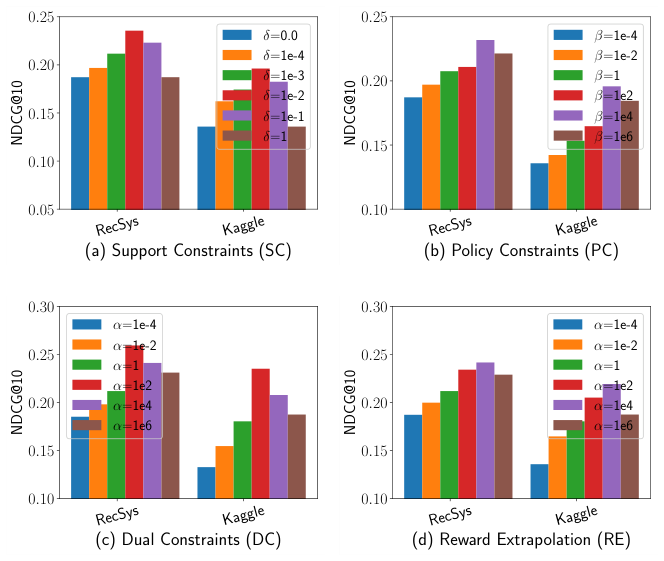 0.25
0.20
0.15
0.10
0.05
NDCG@10
δ=0.0
δ=1e-4
δ=1e-3
δ=1e-2
δ=1e-1
δ=1
RecSys
Kaggle
(a) Support Constraints (SC)
0.25
0.20
0.15
0.10
NDCG@10
β=1e-4
β=1e-2
β=1
β=1e2
β=1e4
β=1e6
RecSys
Kaggle
(b) Policy Constraints (PC)
0.30
0.25
0.20
0.15
0.10
NDCG@10
α=1e-4
α=1e-2
α=1
α=1e2
α=1e4
α=1e6
RecSys
Kaggle
(c) Dual Constraints (DC)
0.30
0.25
0.20
0.15
0.10
NDCG@10
α=1e-4
α=1e-2
α=1
α=1e2
α=1e4
α=1e6
RecSys
Kaggle
(d) Reward Extrapolation (RE)